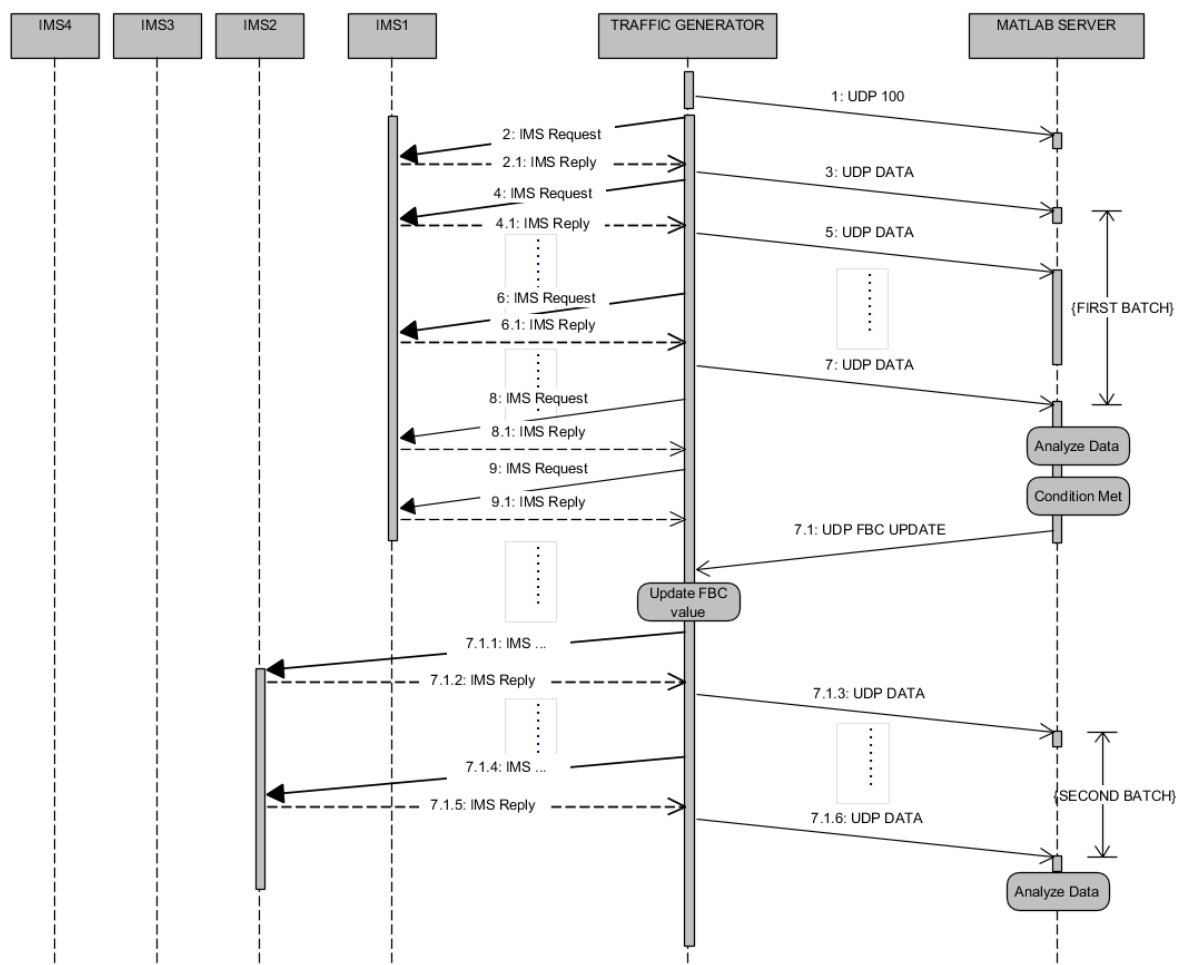 IMS4
IMS3
IMS2
IMS1
TRAFFIC GENERATOR
MATLAB SERVER
1: UDP 100
2: IMS Request
2.1: IMS Reply
3: UDP DATA
4: IMS Request
4.1: IMS Reply
5: UDP DATA
6: IMS Request
{FIRST BATCH}
6.1: IMS Reply
7: UDP DATA
8: IMS Request
8.1: IMS Reply
Analyze Data
9: IMS Request
9.1: IMS Reply
Condition Met
7.1: UDP FBC UPDATE
Update FBC
value
7.1.1: IMS ...
7.1.2: IMS Reply
7.1.3: UDP DATA
7.1.4: IMS ...
{SECOND BATCH}
7.1.5: IMS Reply
7.1.6: UDP DATA
Analyze Data